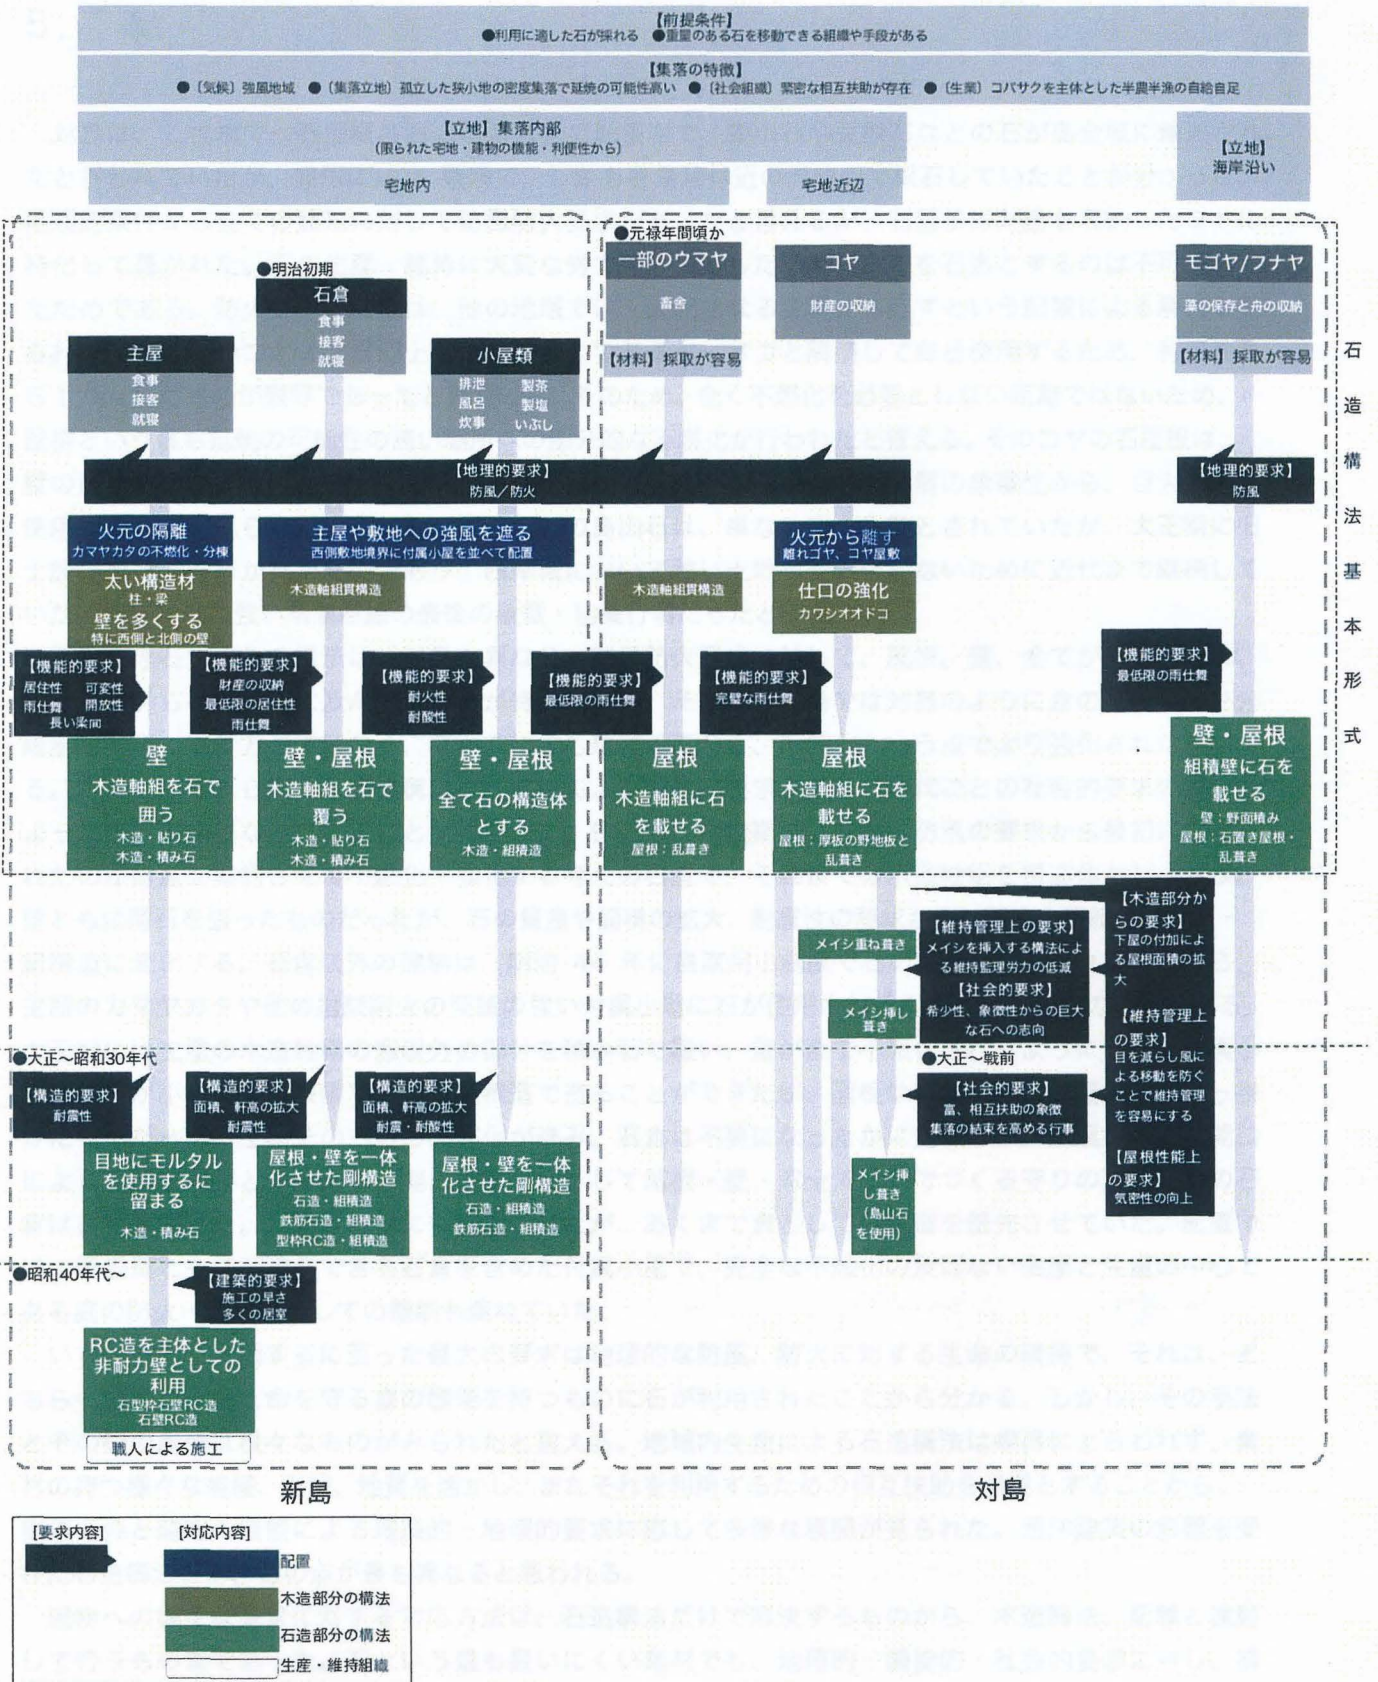 【前提条件】
●利用に適した石が採れる　●重量のある石を移動できる組織や手段がある
【集落の特徴】
●〔気候〕強風地域　●〔集落立地〕孤立した狭小地の密度集落で延焼の可能性高い　●〔社会組織〕緊密な相互扶助が存在　●〔生業〕コバサクを主体とした半農半漁の自給自足
【立地】集落内部
（限られた宅地・建物の機能・利便性から）
宅地内
宅地近辺
【立地】
海岸沿い
石造構法基本形式
●明治初期
石倉
食事
接客
就寝
主屋
食事
接客
就寝
小屋類
排泄　製茶
風呂　製塩
炊事　いぶし
●元禄年間頃か
一部のウマヤ
畜舎
【材料】採取が容易
コヤ
財産の収納
モゴヤ/フナヤ
藻の保存と舟の収納
【材料】採取が容易
【地理的要求】
防風／防火
【地理的要求】
防風
火元の隔離
カマヤカタの不燃化・分棟
主屋や敷地への強風を遮る
西側敷地境界に付属小屋を並べて配置
火元から離す
離れゴヤ、コヤ屋敷
太い構造材
柱・梁
壁を多くする
特に西側と北側の壁
木造軸組貫構造
木造軸組貫構造
仕口の強化
カワシオオドコ
【機能的要求】
居住性　可変性
雨仕舞　開放性
長い梁間
【機能的要求】
財産の収納
最低限の居住性
雨仕舞
【機能的要求】
耐火性
耐酸性
【機能的要求】
最低限の雨仕舞
【機能的要求】
完璧な雨仕舞
【機能的要求】
最低限の雨仕舞
壁
木造軸組を石で
囲う
木造・貼り石
木造・積み石
壁・屋根
木造軸組を石で
覆う
木造・貼り石
木造・積み石
壁・屋根
全て石の構造体
とする
木造・組積造
屋根
木造軸組に石
を載せる
屋根：乱葺き
屋根
木造軸組に石を
載せる
屋根：厚板の野地板と
乱葺き
壁・屋根
組積壁に石を
載せる
壁：野面積み
屋根：石置き屋根・
乱葺き
メイシ重ね葺き
メイシ挿し
葺き
【維持管理上の要求】
メイシを挿入する構法によ
る維持監理労力の低減
【社会的要求】
希少性、象徴性からの巨大
な石への志向
【木造部分か
らの要求】
下屋の付加によ
る屋根面積の拡
大
【維持管理上
の要求】
目を減らし風に
よる移動を防ぐ
ことで維持管理
を容易にする
【屋根性能上
の要求】
気密性の向上
●大正〜昭和30年代
【構造的要求】
耐震性
【構造的要求】
面積、軒高の拡大
耐震性
【構造的要求】
面積、軒高の拡大
耐震・耐酸性
●大正〜戦前
【社会的要求】
富、相互扶助の象徴
集落の結束を高める行事
目地にモルタル
を使用するに
留まる
木造・積み石
屋根・壁を一体
化させた剛構造
石造・組積造
鉄筋石造・組積造
型枠RC造・組積造
屋根・壁を一体
化させた剛構造
石造・組積造
鉄筋石造・組積造
メイシ挿
し葺き
（島山石
を使用）
●昭和40年代〜
【建築的要求】
施工の早さ
多くの居室
RC造を主体とした
非耐力壁としての
利用
石型枠石壁RC造
石壁RC造
職人による施工
新島
対島
[要求内容]
[対応内容]
配置
木造部分の構法
石造部分の構法
生産・維持組織